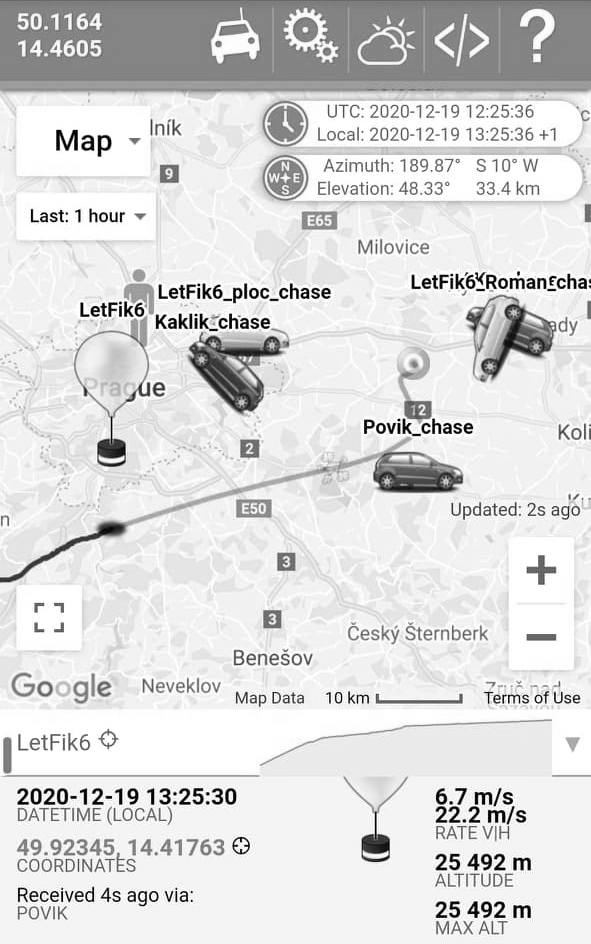 50.1164
14.4605
</>
?
Map
lník
UTC: 2020-12-19 12:25:36
Local: 2020-12-19 13:25:36 +1
N
W E
S
Azimuth: 189.87° S 10° W
Elevation: 48.33° 33.4 km
9
Last: 1 hour
E65
Milovice
LetFik6_ploc_chase
LetFik6
Kaklik_chase
Prague
12
Povik_chase
2
Kolí
E50
Updated: 2s ago
3
3
Český Šternberk
Benešov
Neveklov
Google
Map Data
10 km
Terms of Use
LetFik6
2020-12-19 13:25:30
DATETIME (LOCAL)
49.92345, 14.41763
COORDINATES
Received 4s ago via:
POVIK
6.7 m/s
22.2 m/s
RATE V|H
25 492 m
ALTITUDE
25 492 m
MAX ALT